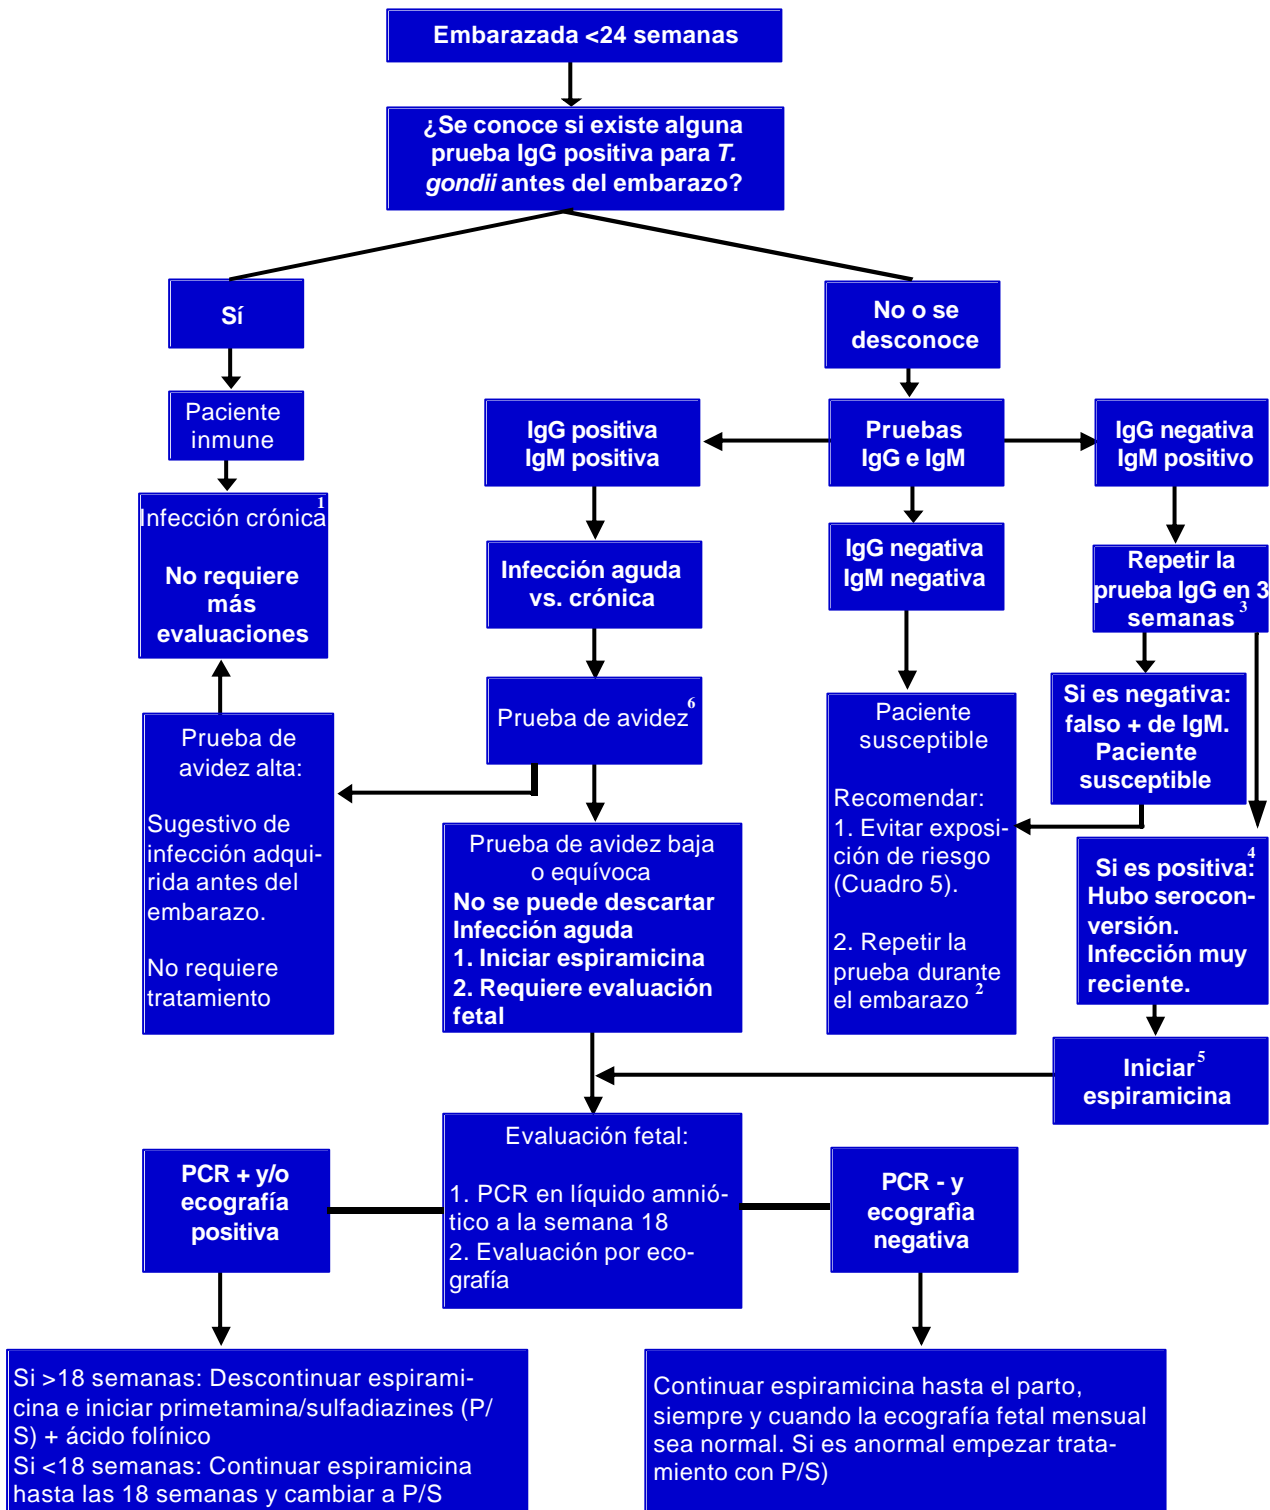 Embarazada <24 semanas
¿Se conoce si existe alguna
prueba IgG positiva para T.
gondii antes del embarazo?
Sí
No o se
desconoce
Paciente
inmune
IgG positiva
IgM positiva
Pruebas
IgG e IgM
IgG negativa
IgM positivo
Infección crónica 1
No requiere
más
evaluaciones
Infección aguda
vs. crónica
IgG negativa
IgM negativa
Repetir la
prueba IgG en 3
semanas 3
Prueba de avidez 6
Prueba de
avidez alta:
Sugestivo de
infección adqui-
rida antes del
embarazo.
No requiere
tratamiento
Prueba de avidez baja
o equívoca
No se puede descartar
Infección aguda
1. Iniciar espiramicina
2. Requiere evaluación
fetal
Paciente
susceptible
Recomendar:
1. Evitar exposi-
ción de riesgo
(Cuadro 5).
2. Repetir la
prueba durante
el embarazo 2
Si es negativa:
falso + de IgM.
Paciente
susceptible
Si es positiva: 4
Hubo serocon-
versión.
Infección muy
reciente.
Iniciar 5
espiramicina
Evaluación fetal:
1. PCR en líquido amnió-
tico a la semana 18
2. Evaluación por eco-
grafía
PCR + y/o
ecografía
positiva
PCR - y
ecografìa
negativa
Si >18 semanas: Descontinuar espirami-
cina e iniciar primetamina/sulfadiazines (P/
S) + ácido folínico
Si <18 semanas: Continuar espiramicina
hasta las 18 semanas y cambiar a P/S
Continuar espiramicina hasta el parto,
siempre y cuando la ecografía fetal mensual
sea normal. Si es anormal empezar trata-
miento con P/S)